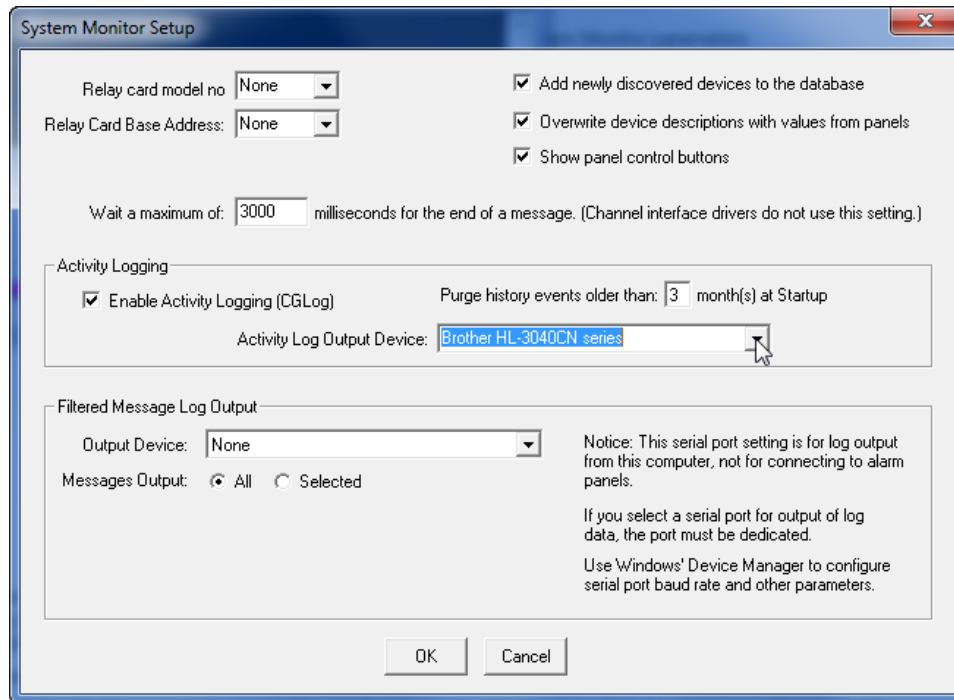 System Monitor Setup
Relay card model no None
Add newly discovered devices to the database
Relay Card Base Address: None
Overwrite device descriptions with values from panels
Show panel control buttons
Wait a maximum of: 3000 milliseconds for the end of a message. (Channel interface drivers do not use this setting.)
Activity Logging
Enable Activity Logging (CGLog)
Purge history events older than: 3 month(s) at Startup
Activity Log Output Device: Brother HL-3040CN series
Filtered Message Log Output
Output Device: None
Messages Output: All Selected
Notice: This serial port setting is for log output
from this computer, not for connecting to alarm
panels.
If you select a serial port for output of log
data, the port must be dedicated.
Use Windows' Device Manager to configure
serial port baud rate and other parameters.
OK Cancel